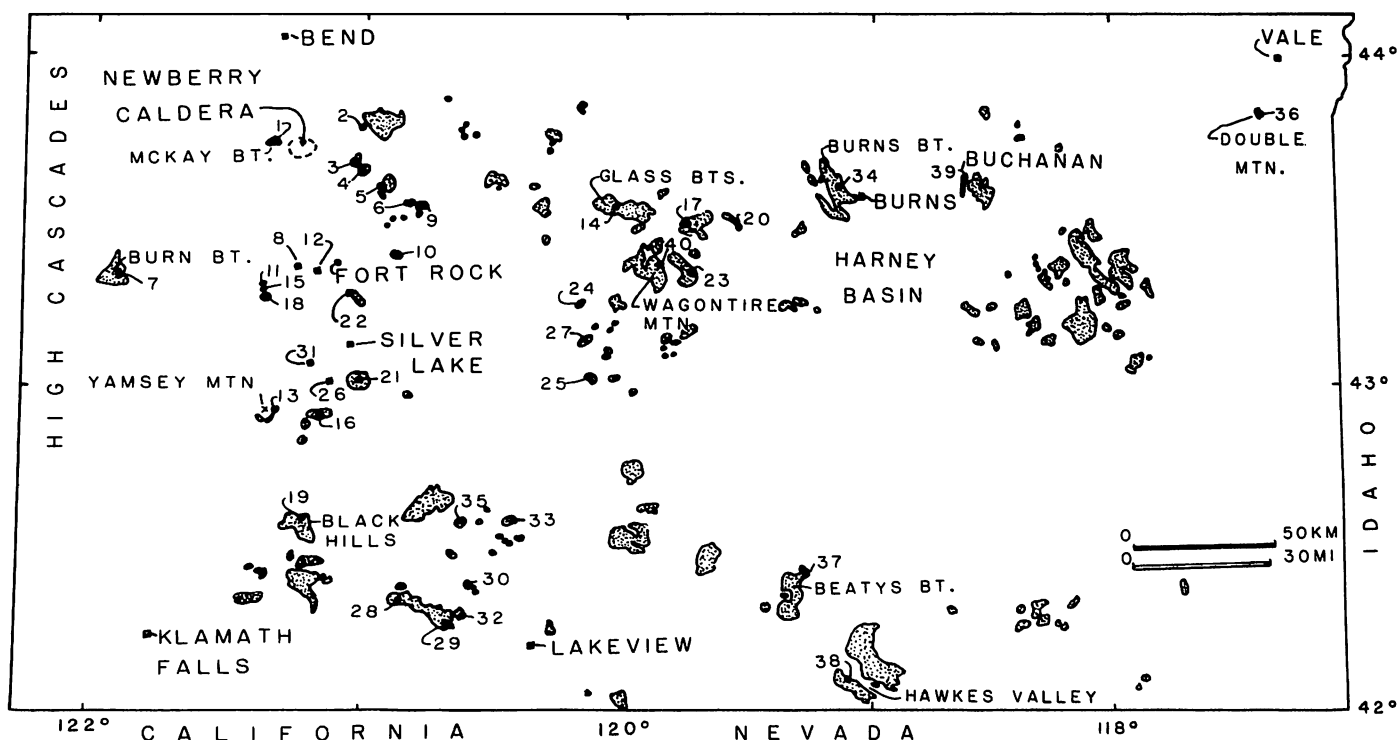 BEND
VALE
44°
NEWBERRY
CALDERA
1
2
36
MCKAY BT.
DOUBLE
MTN.
BURNS BT.
BUCHANAN
3
4
5
6
9
GLASS BTS.
14
17
20
34
39
BURNS
8
12
10
40
BURN BT.
7
11
15
18
FORT ROCK
22
23
HARNEY
BASIN
24
WAGONTIRE
MTN
27
31
SILVER
LAKE
YAMSEY MTN
13
26
21
25
43°
16
HIGH CASCADES
IDAHO
19
BLACK
HILLS
35
33
0
50KM
0
30MI
30
28
32
29
37
BEATYS BT.
KLAMATH
FALLS
LAKEVIEW
38
HAWKES VALLEY
42°
122°
CALIFORNIA
120°
NEVADA
118°